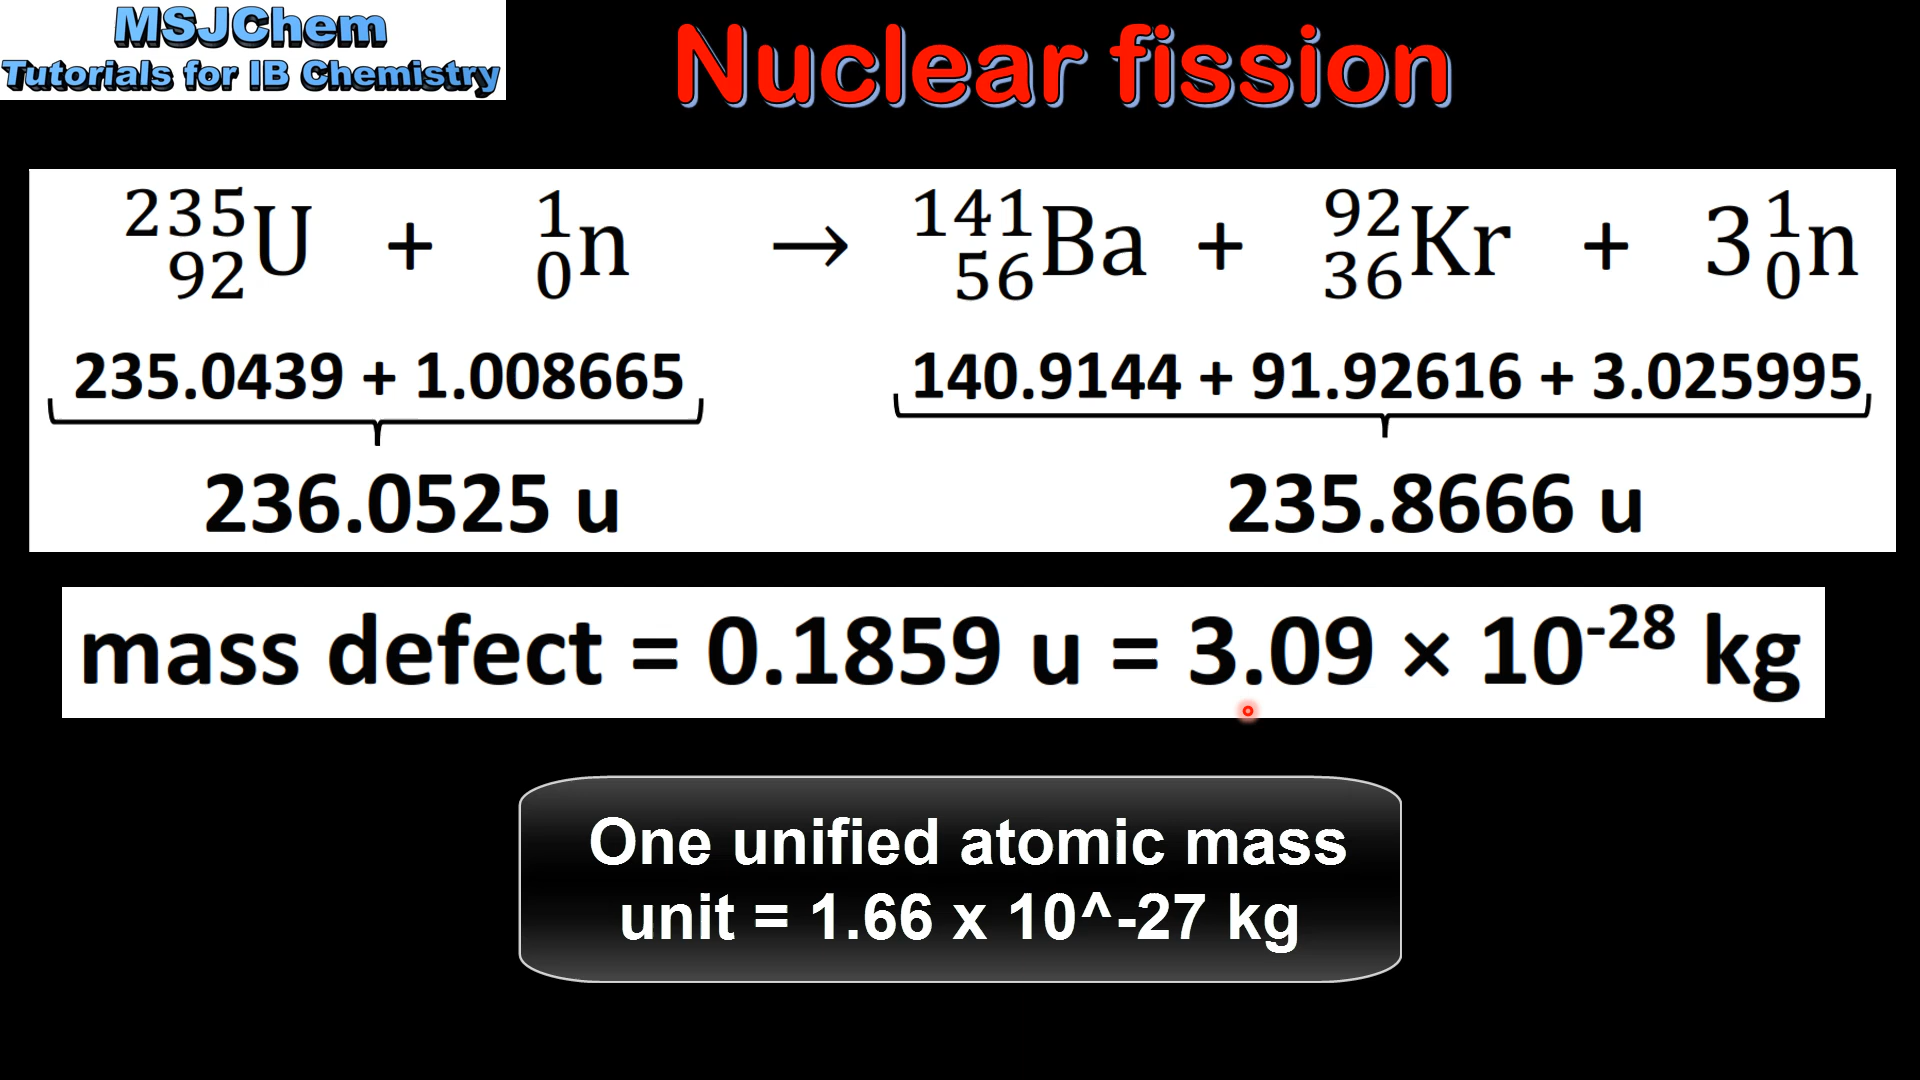 MSJChem
Tutorials for IB Chemistry
Nuclear fission
²³⁵₉₂U + ¹₀n → ¹⁴¹₅₆Ba + ⁹²₃₆Kr + 3¹₀n
235.0439 + 1.008665 140.9144 + 91.92616 + 3.025995
236.0525 u 235.8666 u
mass defect = 0.1859 u = 3.09 × 10⁻²⁸ kg
One unified atomic mass
unit = 1.66 x 10^-27 kg